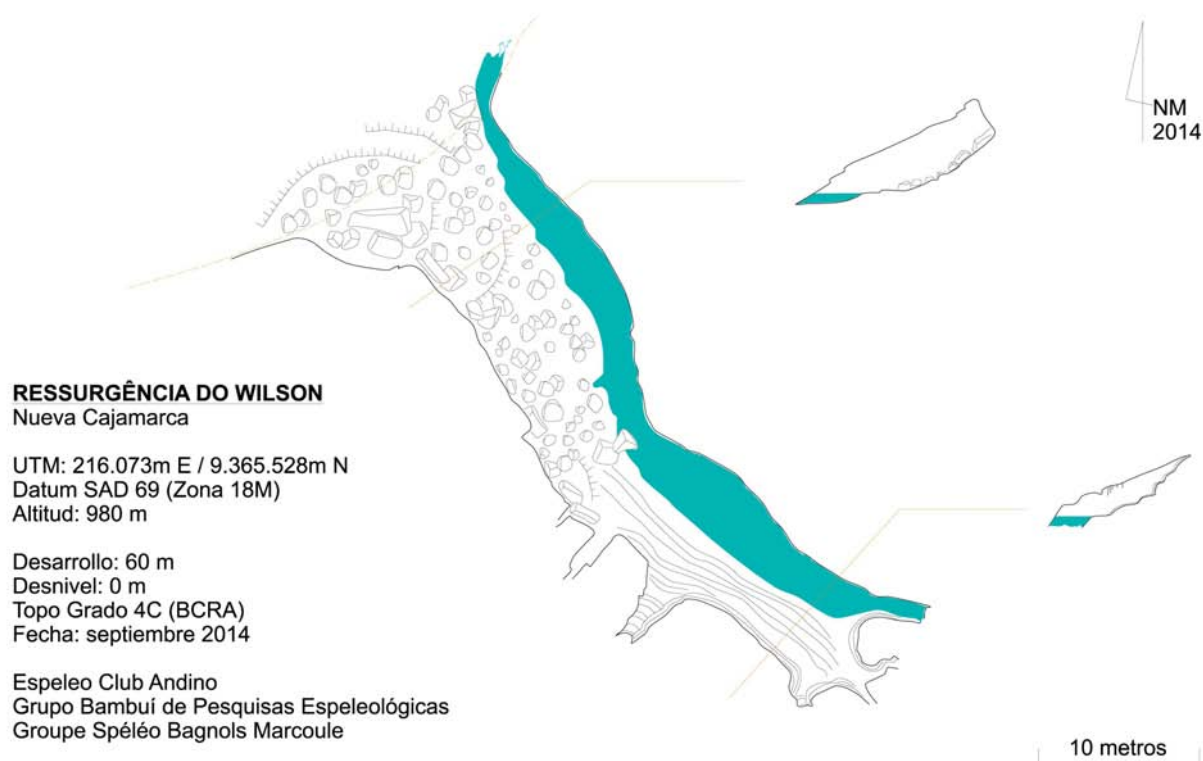 NM
2014
RESSURGÊNCIA DO WILSON
Nueva Cajamarca
UTM: 216.073m E / 9.365.528m N
Datum SAD 69 (Zona 18M)
Altitud: 980 m
Desarrollo: 60 m
Desnivel: 0 m
Topo Grado 4C (BCRA)
Fecha: septiembre 2014
Espeleo Club Andino
Grupo Bambuí de Pesquisas Espeleológicas
Groupe Spéléo Bagnols Marcoule
10 metros